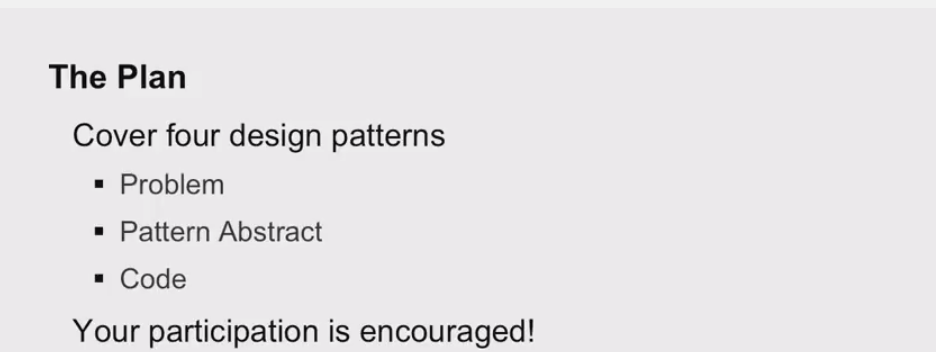 The Plan
Cover four design patterns
▪ Problem
▪ Pattern Abstract
▪ Code
Your participation is encouraged!